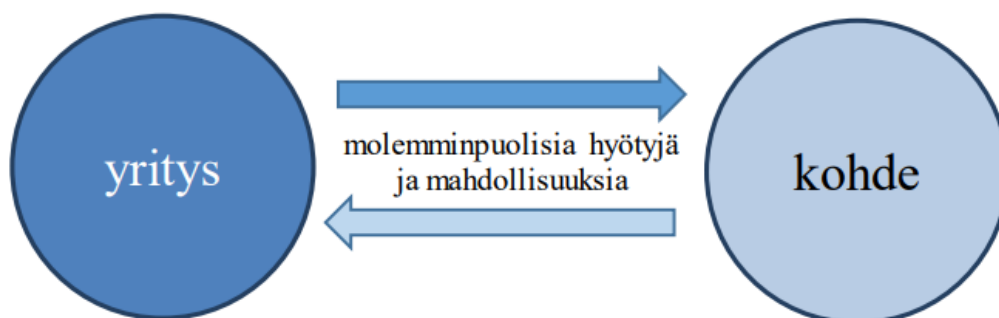 yritys
molemminpuolisia hyötyjä
ja mahdollisuuksia
kohde